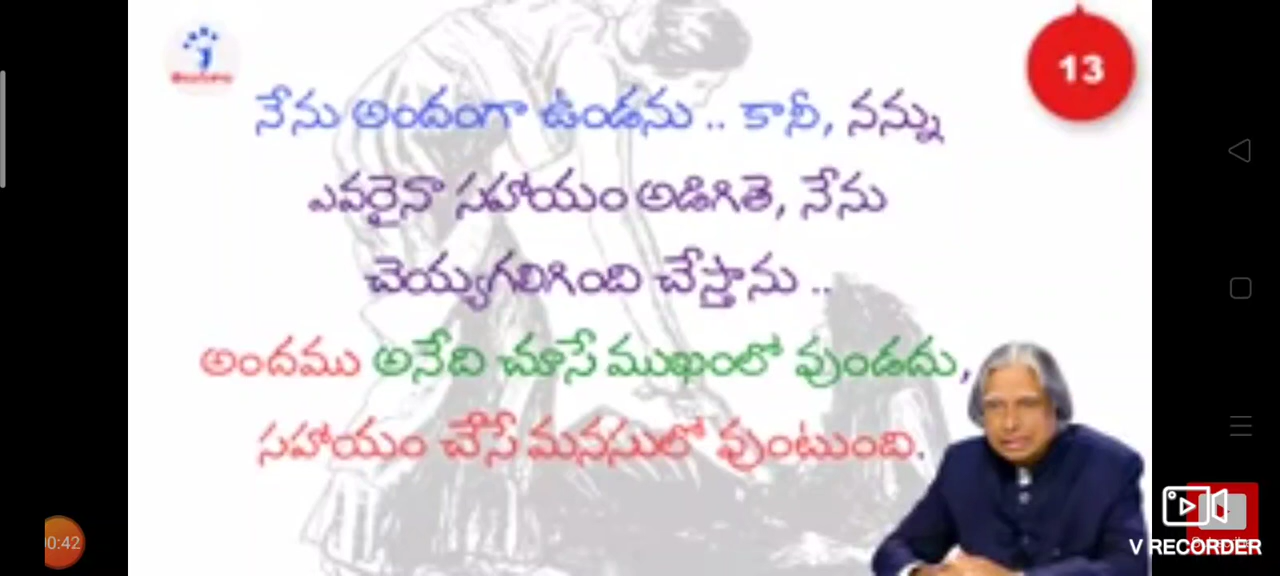 13
నేను అందంగా ఉండను .. కానీ, నన్ను
ఎవరైనా సహాయం అడిగితె, నేను
చెయ్యగలిగింది చేస్తాను ..
అందము అనేది చూసే ముఖంలో వుండదు,
సహాయం చేసే మనసులో వుంటుంది.
0:42
V RECORDER